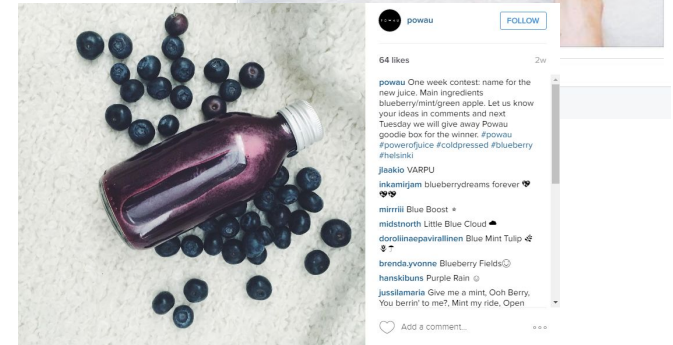 POWAU
powau
FOLLOW
64 likes
2w
powau One week contest: name for the
new juice. Main ingredients
blueberry/mint/green apple. Let us know
your ideas in comments and next
Tuesday we will give away Powau
goodie box for the winner. #powau
#powerofjuice #coldpressed #blueberry
#helsinki
jlaakio VARPU
inkamirjam blueberrydreams forever 💖
💖💖
mirrriii Blue Boost
midstnorth Little Blue Cloud ☁
doroliinaepavirallinen Blue Mint Tulip 🌿
🌷☂
brenda.yvonne Blueberry Fields☺
hanskibuns Purple Rain ☺
jussilamaria Give me a mint, Ooh Berry,
You berrin' to me?, Mint my ride, Open
Add a comment...